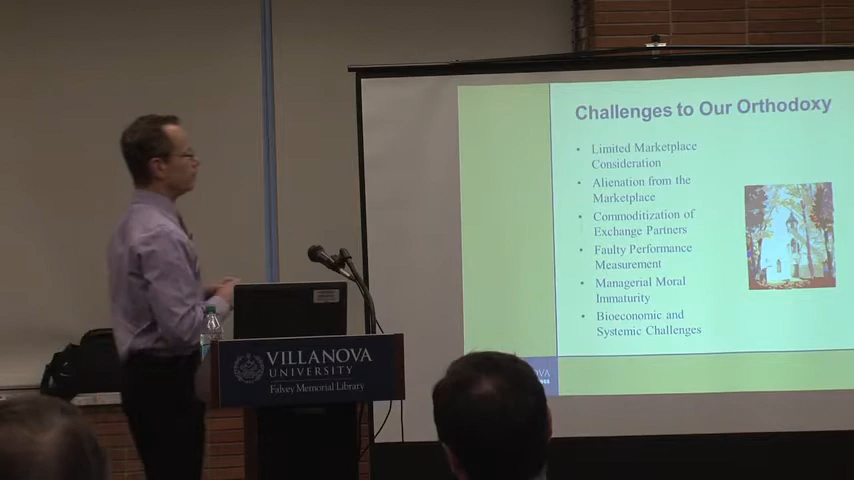 Challenges to Our Orthodoxy
• Limited Marketplace
Consideration
• Alienation from the
Marketplace
• Commoditization of
Exchange Partners
• Faulty Performance
Measurement
• Managerial Moral
Immaturity
• Bioeconomic and
Systemic Challenges
VILLANOVA
UNIVERSITY
Falvey Memorial Library